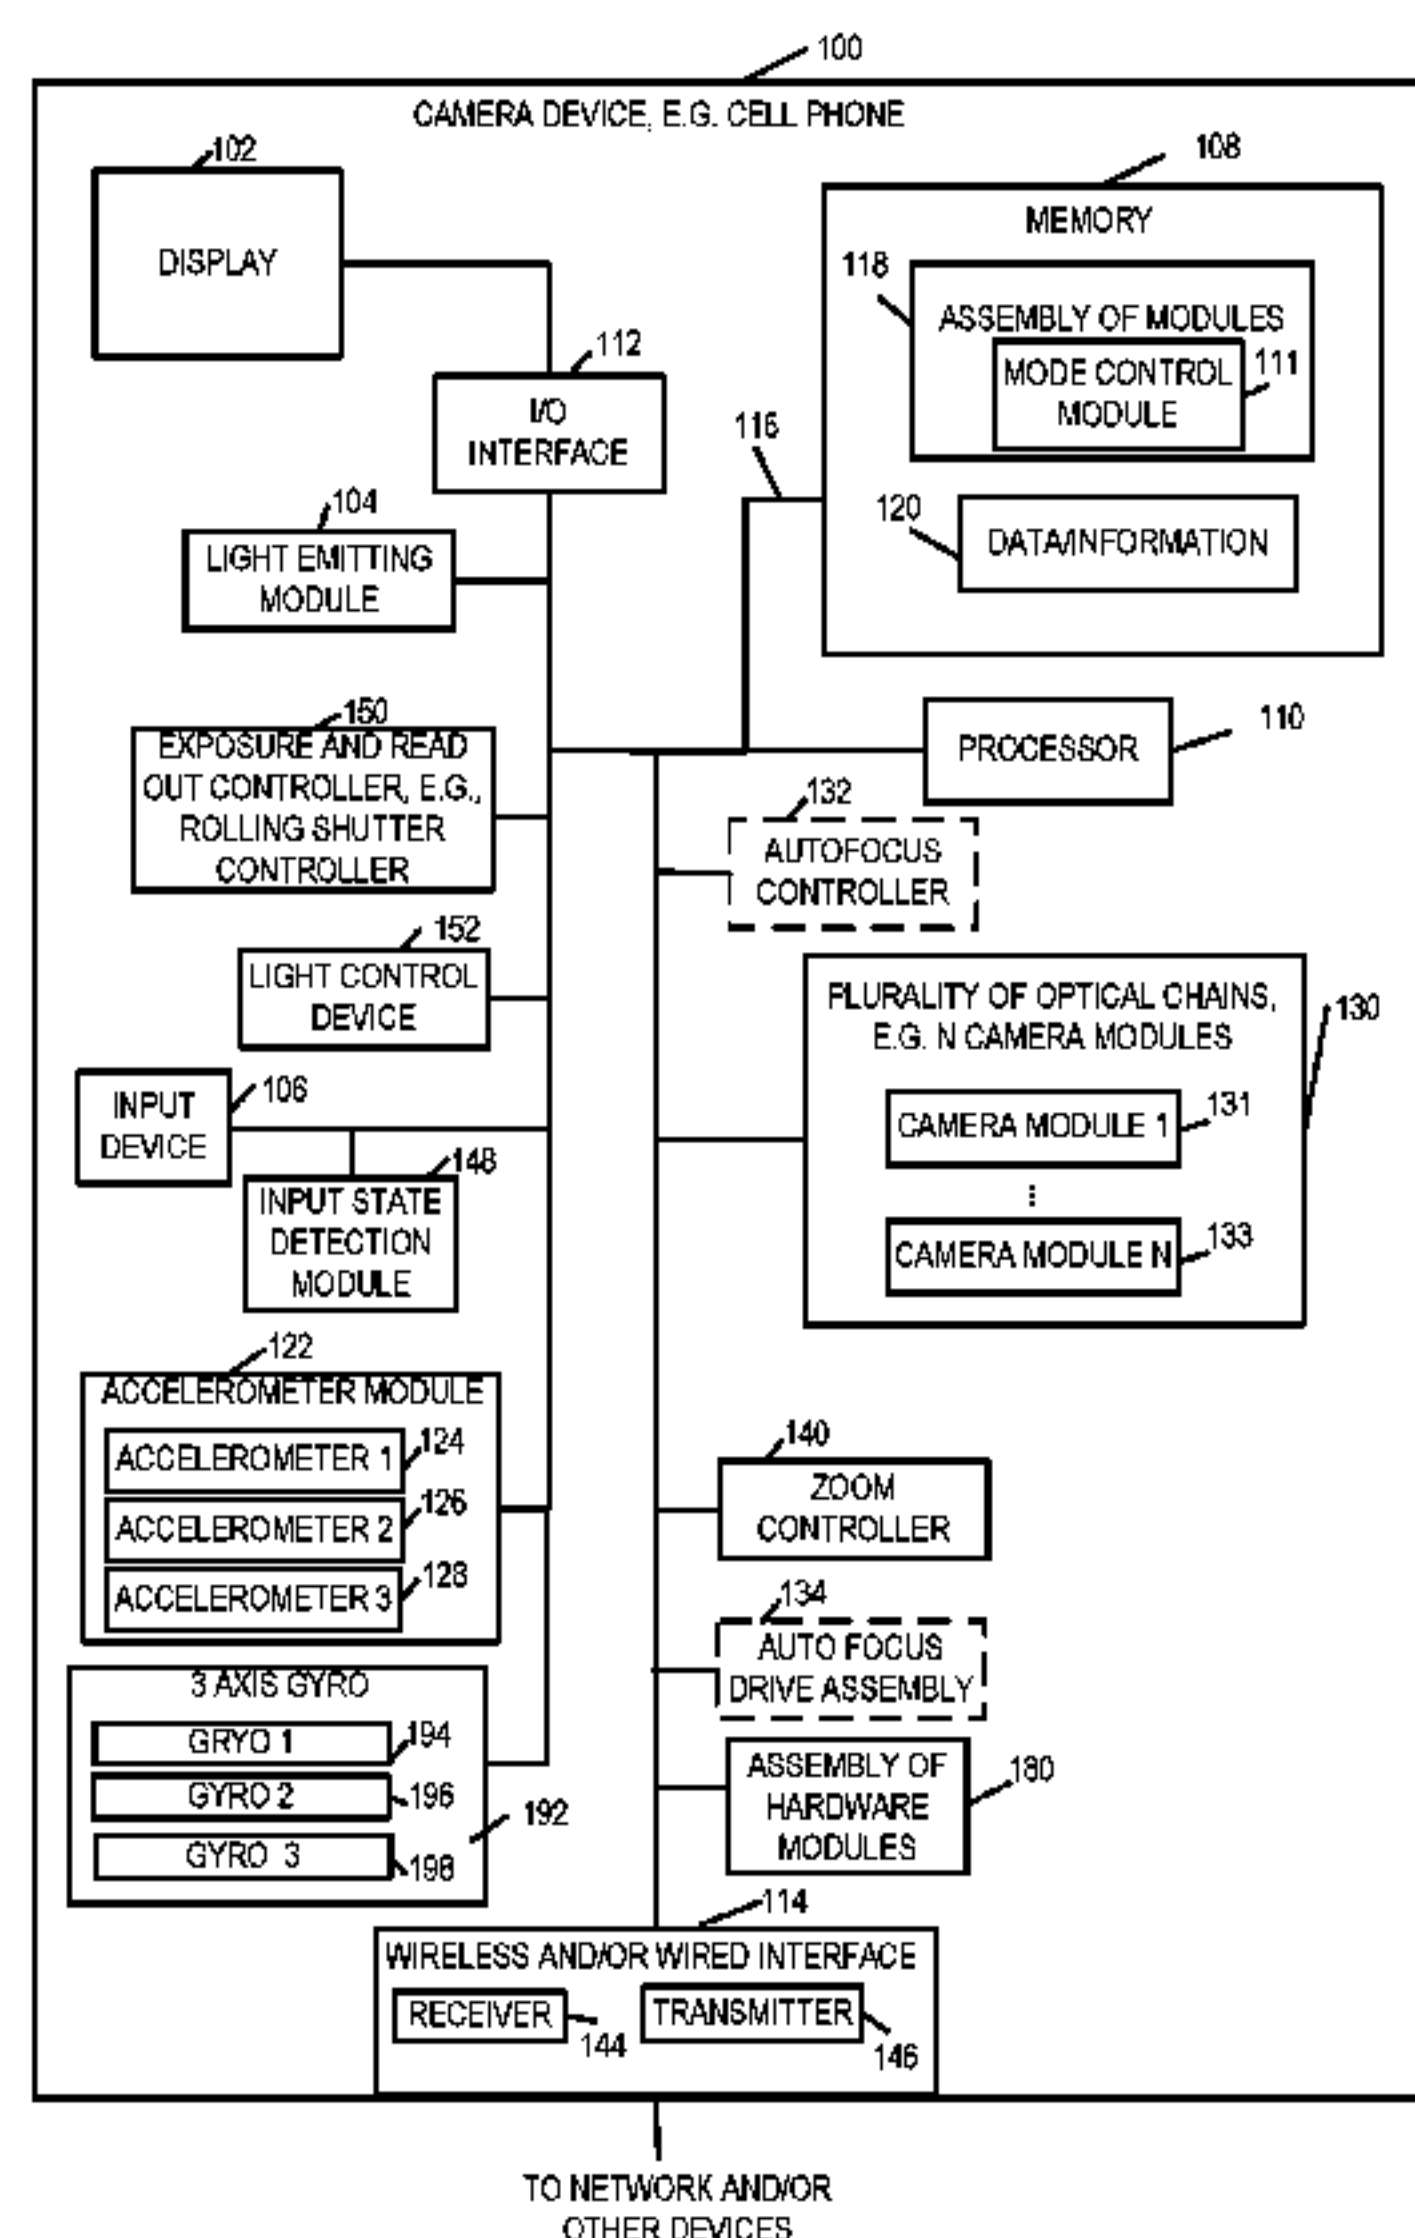 100
CAMERA DEVICE, E.G. CELL PHONE
102
DISPLAY
108
MEMORY
118
ASSEMBLY OF MODULES
MODE CONTROL
MODULE
111
120
DATA/INFORMATION
112
I/O
INTERFACE
116
104
LIGHT EMITTING
MODULE
150
EXPOSURE AND READ
OUT CONTROLLER, E.G.,
ROLLING SHUTTER
CONTROLLER
PROCESSOR
110
132
AUTOFOCUS
CONTROLLER
152
LIGHT CONTROL
DEVICE
PLURALITY OF OPTICAL CHAINS,
E.G. N CAMERA MODULES
130
CAMERA MODULE 1
131
...
CAMERA MODULE N
133
INPUT
DEVICE
106
148
INPUT STATE
DETECTION
MODULE
122
ACCELEROMETER MODULE
ACCELEROMETER 1
124
ACCELEROMETER 2
126
ACCELEROMETER 3
128
140
ZOOM
CONTROLLER
134
AUTO FOCUS
DRIVE ASSEMBLY
3 AXIS GYRO
GRYO 1
194
GYRO 2
196
GYRO 3
198
192
ASSEMBLY OF
HARDWARE
MODULES
180
114
WIRELESS AND/OR WIRED INTERFACE
RECEIVER
144
TRANSMITTER
146
TO NETWORK AND/OR
OTHER DEVICES